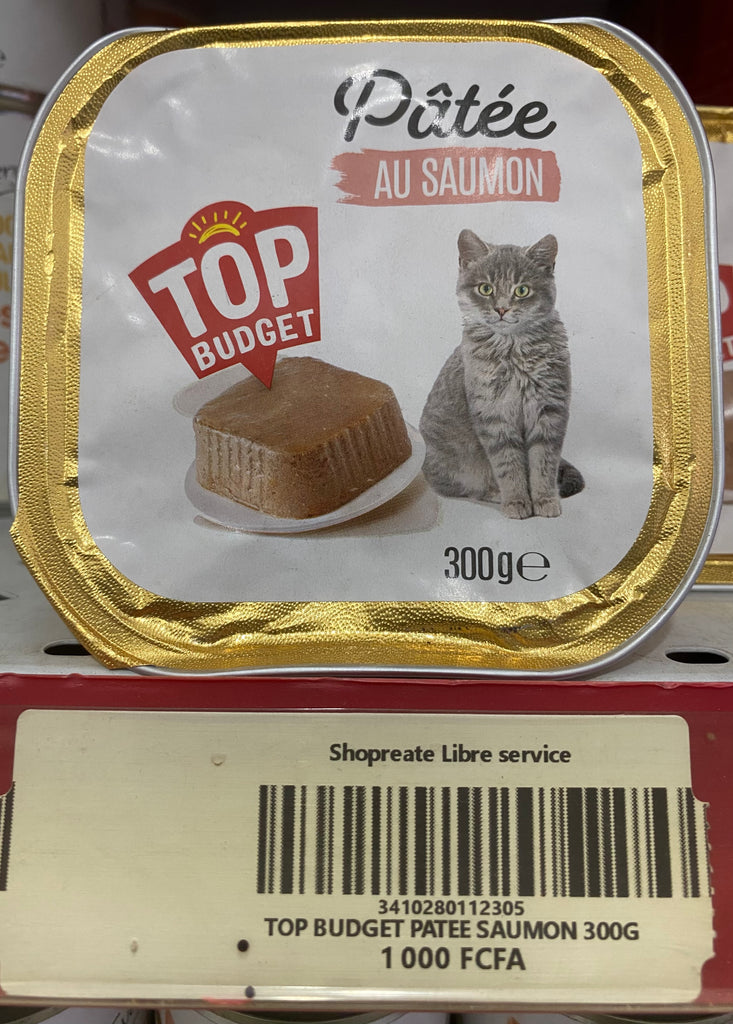 Pâtée
AU SAUMON
TOP
BUDGET
300g℮
Shopreate Libre service
3410280112305
TOP BUDGET PATEE SAUMON 300G
1 000 FCFA